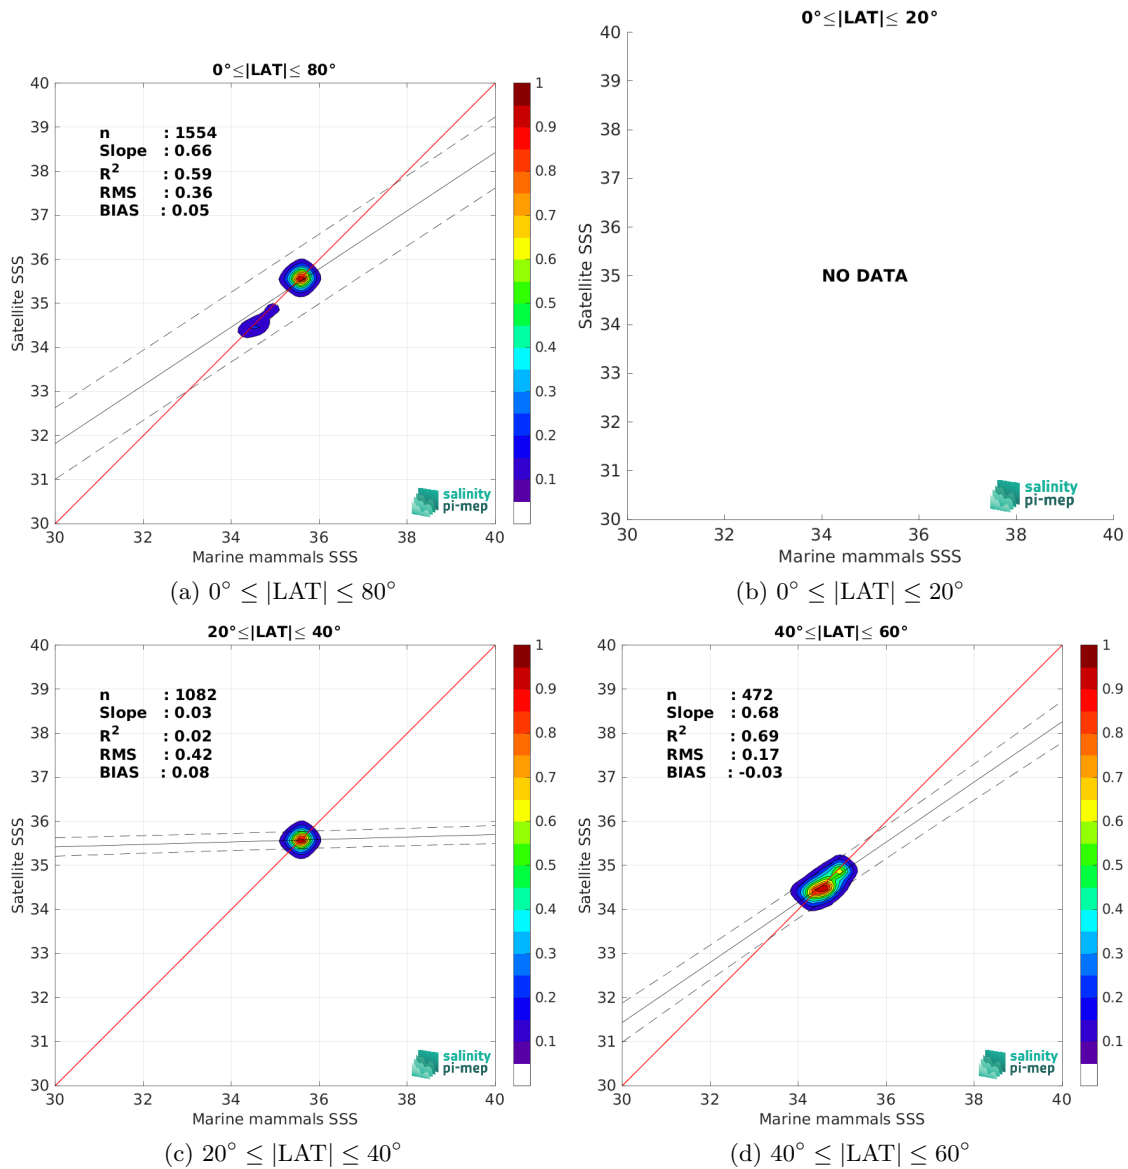 0°≤|LAT|≤ 80°
40
39
38
37
36
35
34
33
32
31
30
Satellite SSS
n : 1554
Slope : 0.66
R2 : 0.59
RMS : 0.36
BIAS : 0.05
salinity
pi-mep
30 32 34 36 38 40
Marine mammals SSS
1
0.9
0.8
0.7
0.6
0.5
0.4
0.3
0.2
0.1
(a) 0° ≤ |LAT| ≤ 80°
0°≤|LAT|≤ 20°
40
39
38
37
36
35
34
33
32
31
30
Satellite SSS
NO DATA
salinity
pi-mep
30 32 34 36 38 40
Marine mammals SSS
(b) 0° ≤ |LAT| ≤ 20°
20°≤|LAT|≤ 40°
40
39
38
37
36
35
34
33
32
31
30
Satellite SSS
n : 1082
Slope : 0.03
R2 : 0.02
RMS : 0.42
BIAS : 0.08
salinity
pi-mep
30 32 34 36 38 40
Marine mammals SSS
1
0.9
0.8
0.7
0.6
0.5
0.4
0.3
0.2
0.1
(c) 20° ≤ |LAT| ≤ 40°
40°≤|LAT|≤ 60°
40
39
38
37
36
35
34
33
32
31
30
Satellite SSS
n : 472
Slope : 0.68
R2 : 0.69
RMS : 0.17
BIAS : -0.03
salinity
pi-mep
30 32 34 36 38 40
Marine mammals SSS
1
0.9
0.8
0.7
0.6
0.5
0.4
0.3
0.2
0.1
(d) 40° ≤ |LAT| ≤ 60°